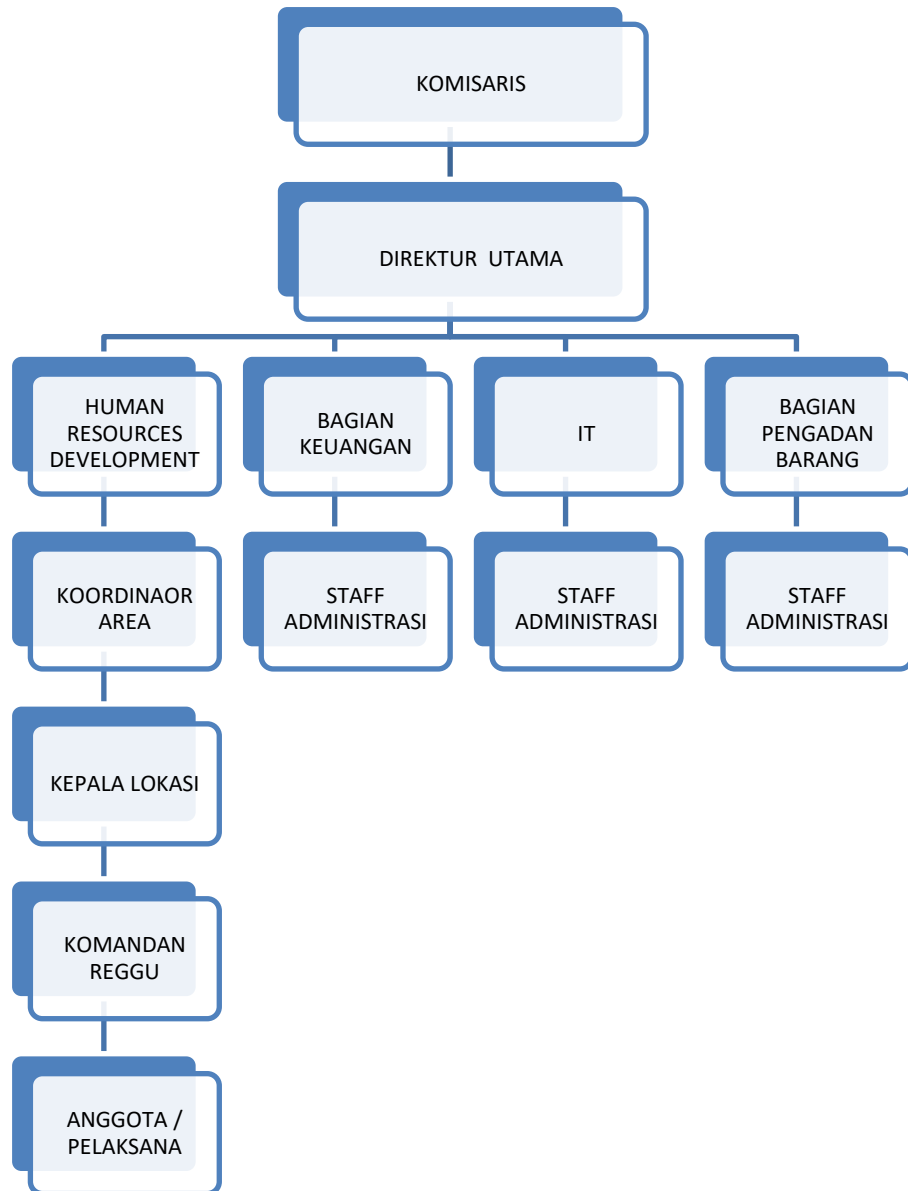 KOMISARIS
DIREKTUR UTAMA
HUMAN
RESOURCES
DEVELOPMENT
BAGIAN
KEUANGAN
IT
BAGIAN
PENGADAN
BARANG
KOORDINAOR
AREA
STAFF
ADMINISTRASI
STAFF
ADMINISTRASI
STAFF
ADMINISTRASI
KEPALA LOKASI
KOMANDAN
REGGU
ANGGOTA /
PELAKSANA